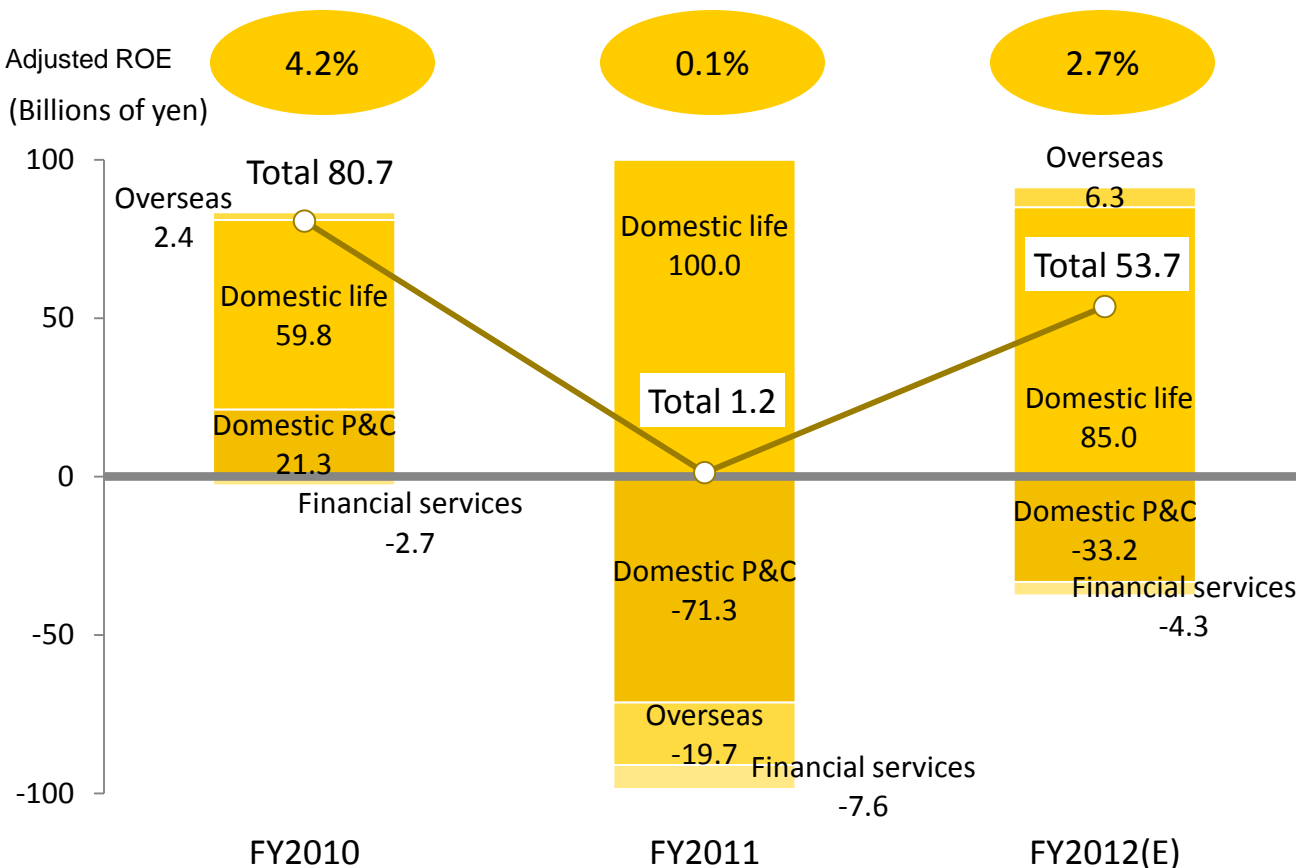 Adjusted ROE
4.2%
0.1%
2.7%
(Billions of yen)
100
50
0
-50
-100
Total 80.7
Overseas
2.4
Domestic life
59.8
Domestic P&C
21.3
Financial services
-2.7
Domestic life
100.0
Total 1.2
Domestic P&C
-71.3
Overseas
-19.7
Financial services
-7.6
Overseas
6.3
Total 53.7
Domestic life
85.0
Domestic P&C
-33.2
Financial services
-4.3
FY2010
FY2011
FY2012(E)